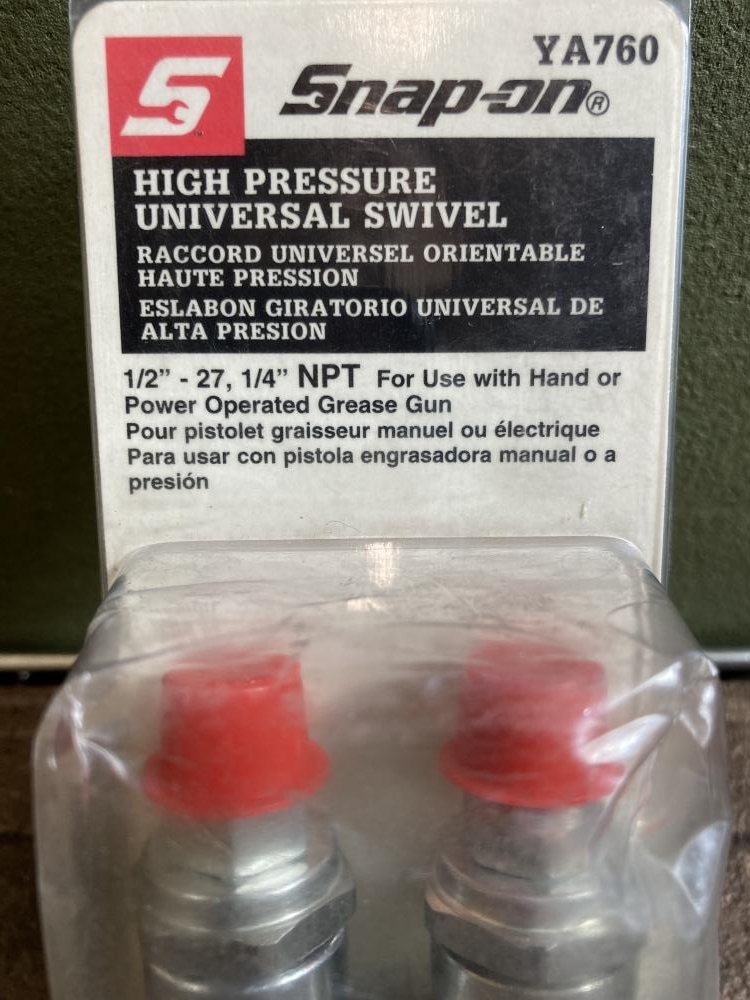 YA760
Snap-on®
HIGH PRESSURE
UNIVERSAL SWIVEL
RACCORD UNIVERSEL ORIENTABLE
HAUTE PRESSION
ESLABON GIRATORIO UNIVERSAL DE
ALTA PRESION
1/2” - 27, 1/4” NPT For Use with Hand or
Power Operated Grease Gun
Pour pistolet graisseur manuel ou électrique
Para usar con pistola engrasadora manual o a
presión